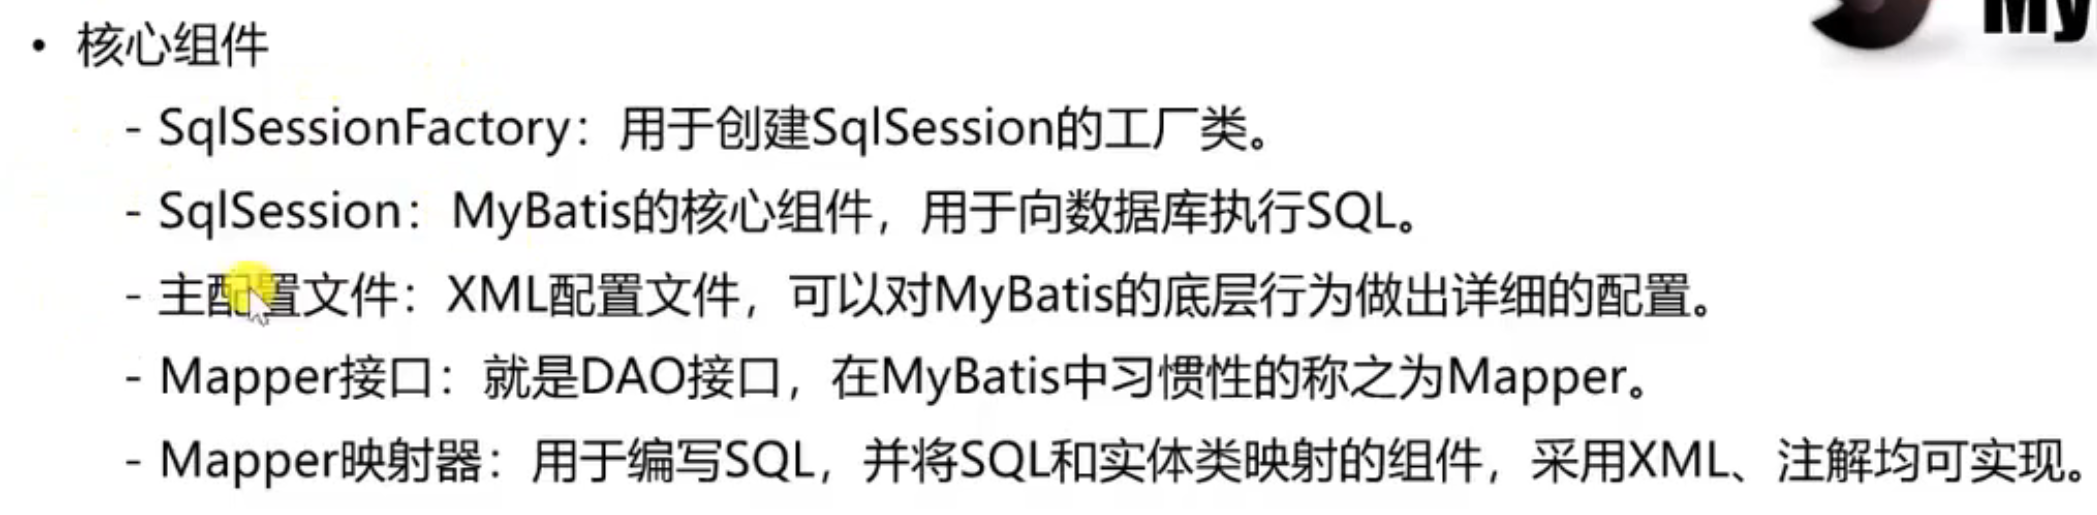 My
• 核心组件
- SqlSessionFactory：用于创建SqlSession的工厂类。
- SqlSession：MyBatis的核心组件，用于向数据库执行SQL。
- 主配置文件：XML配置文件，可以对MyBatis的底层行为做出详细的配置。
- Mapper接口：就是DAO接口，在MyBatis中习惯性的称之为Mapper。
- Mapper映射器：用于编写SQL，并将SQL和实体类映射的组件，采用XML、注解均可实现。